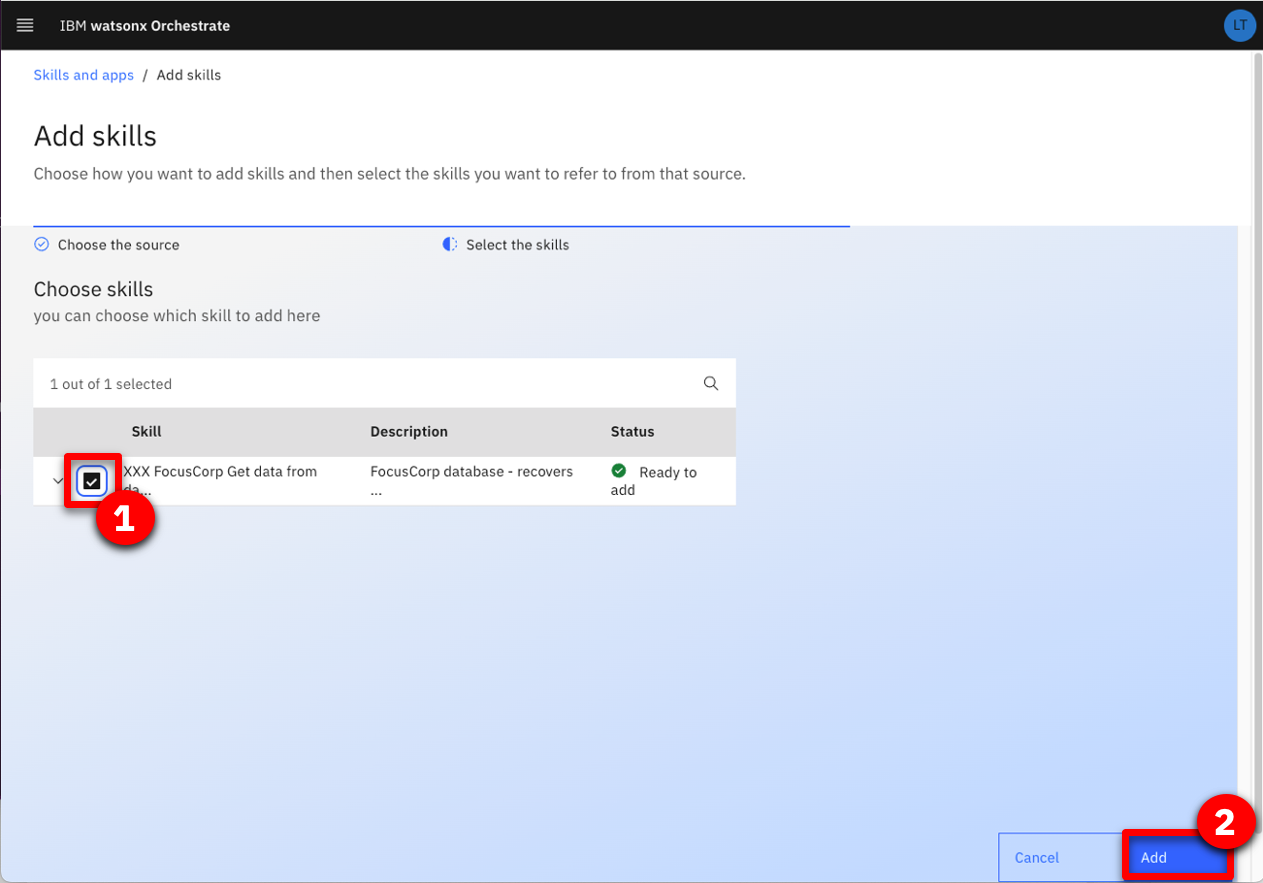 IBM watsonx Orchestrate
LT
Skills and apps / Add skills
Add skills
Choose how you want to add skills and then select the skills you want to refer to from that source.
Choose the source
Select the skills
Choose skills
you can choose which skill to add here
1 out of 1 selected
Skill Description Status
XXX FocusCorp Get data from
da...
FocusCorp database - recovers
...
Ready to
add
1
2
Cancel
Add